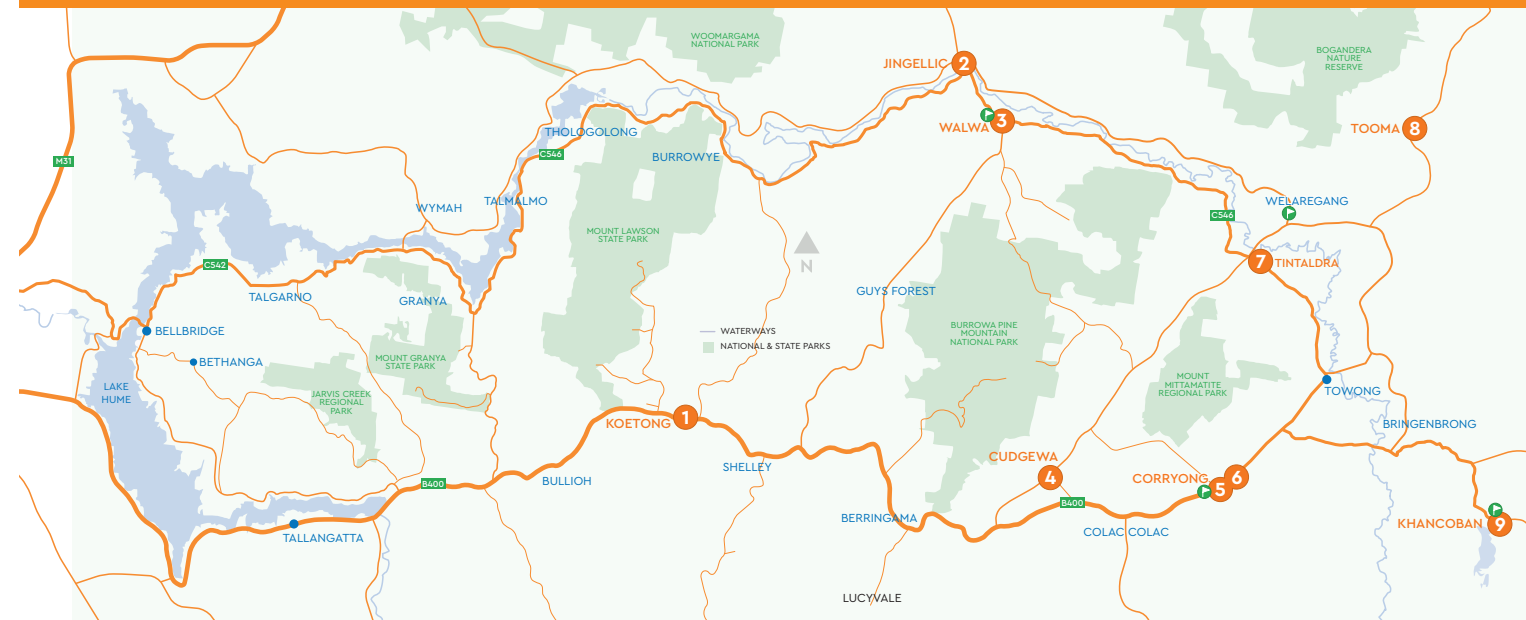 WOOMARGAMA
NATIONAL PARK
BOGANDERA
NATURE
RESERVE
JINGELLIC 2
WALWA 3
TOOMA 8
THOLOGOLONG
C546
BURROWYE
M31
WYMAH
TALMALMO
WELAREGANG
C546
MOUNT LAWSON
STATE PARK
N
C542
7 TINTALDRA
TALGARNO
GRANYA
GUYS FOREST
BELLBRIDGE
WATERWAYS
NATIONAL & STATE PARKS
BURROWA PINE
MOUNTAIN
NATIONAL PARK
BETHANGA
MOUNT GRANYA
STATE PARK
MOUNT
MITTAMATITE
REGIONAL PARK
LAKE
HUME
JARVIS CREEK
REGIONAL
PARK
TOWONG
KOETONG 1
BRINGENBRONG
SHELLEY
CUDGEWA
4
BULLIOH
B400
CORRYONG 5 6
B400
BERRINGAMA
COLAC COLAC
KHANCOBAN 9
TALLANGATTA
LUCYVALE